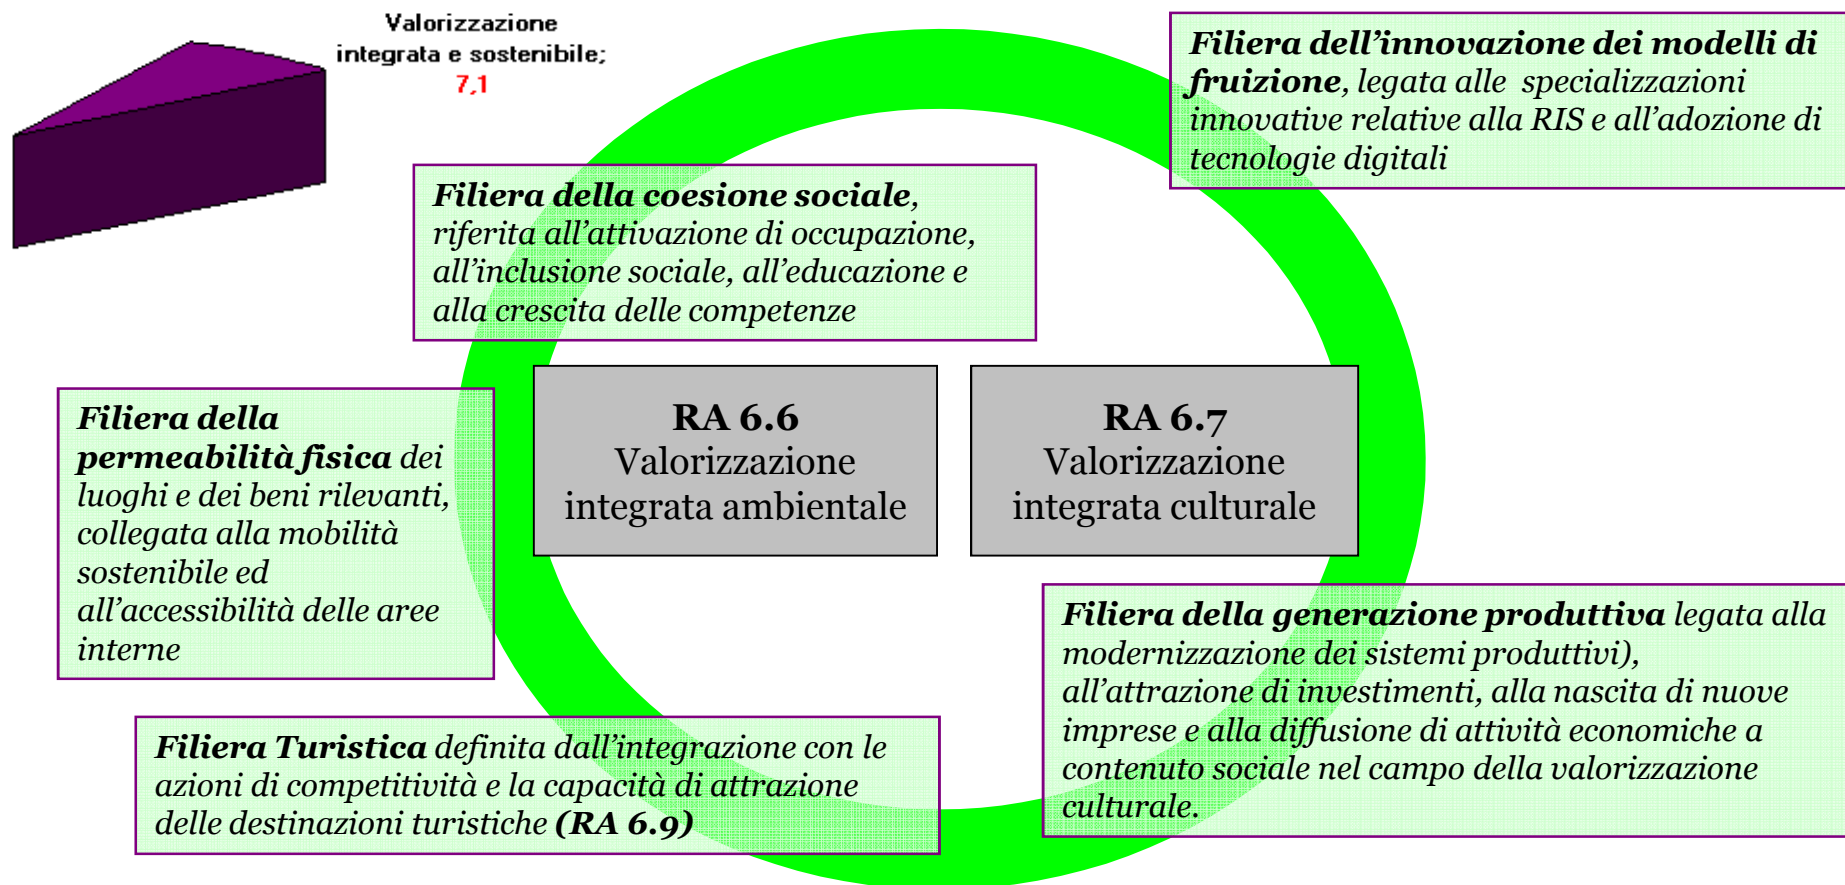 Valorizzazione
integrata e sostenibile;
7,1
Filiera dell’innovazione dei modelli di
fruizione, legata alle specializzazioni
innovative relative alla RIS e all’adozione di
tecnologie digitali
Filiera della coesione sociale,
riferita all’attivazione di occupazione,
all’inclusione sociale, all’educazione e
alla crescita delle competenze
Filiera della
permeabilità fisica dei
luoghi e dei beni rilevanti,
collegata alla mobilità
sostenibile ed
all’accessibilità delle aree
interne
RA 6.6
Valorizzazione
integrata ambientale
RA 6.7
Valorizzazione
integrata culturale
Filiera della generazione produttiva legata alla
modernizzazione dei sistemi produttivi),
all’attrazione di investimenti, alla nascita di nuove
imprese e alla diffusione di attività economiche a
contenuto sociale nel campo della valorizzazione
culturale.
Filiera Turistica definita dall’integrazione con le
azioni di competitività e la capacità di attrazione
delle destinazioni turistiche (RA 6.9)